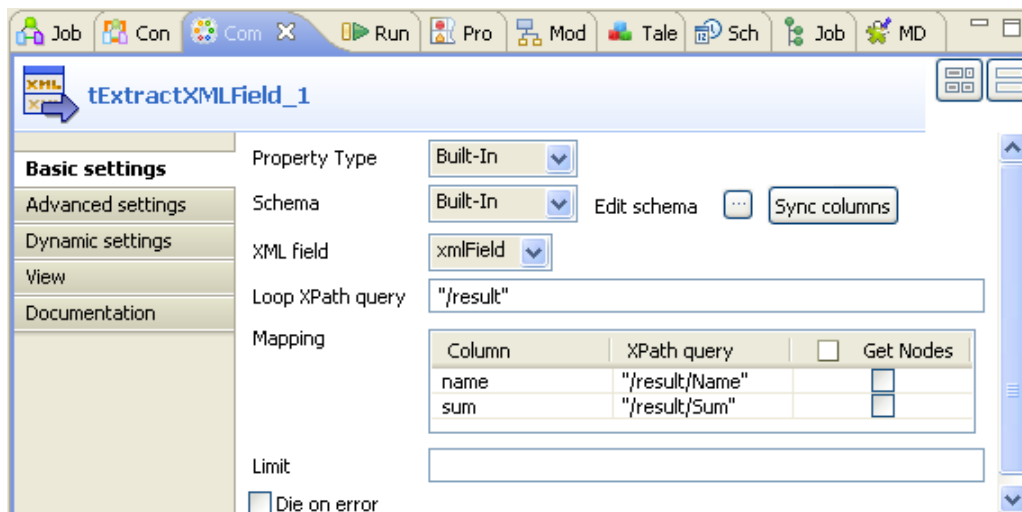 Job Con Com Run Pro Mod Tale Sch Job MD
tExtractXMLField_1
Basic settings
Advanced settings
Dynamic settings
View
Documentation
Property Type Built-In
Schema Built-In Edit schema ... Sync columns
XML field xmlField
Loop XPath query "/result"
Mapping
Column XPath query Get Nodes
name "/result/Name"
sum "/result/Sum"
Limit
Die on error